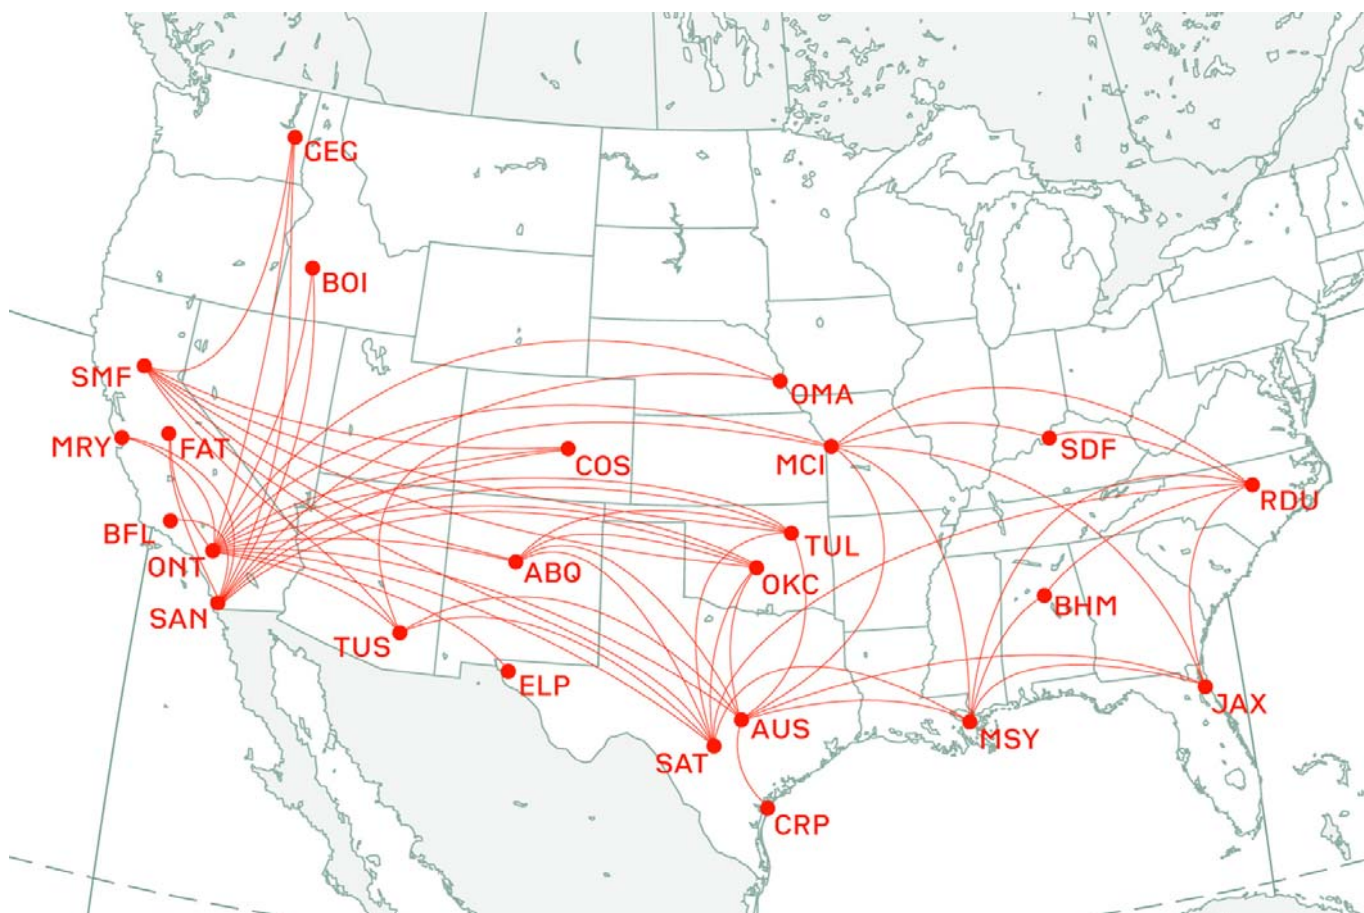 GEG
BOI
SMF
OMA
MRY
FAT
SDF
COS
MCI
RDU
BFL
TUL
ONT
ABQ
OKC
BHM
SAN
TUS
ELP
JAX
AUS
MSY
SAT
CRP